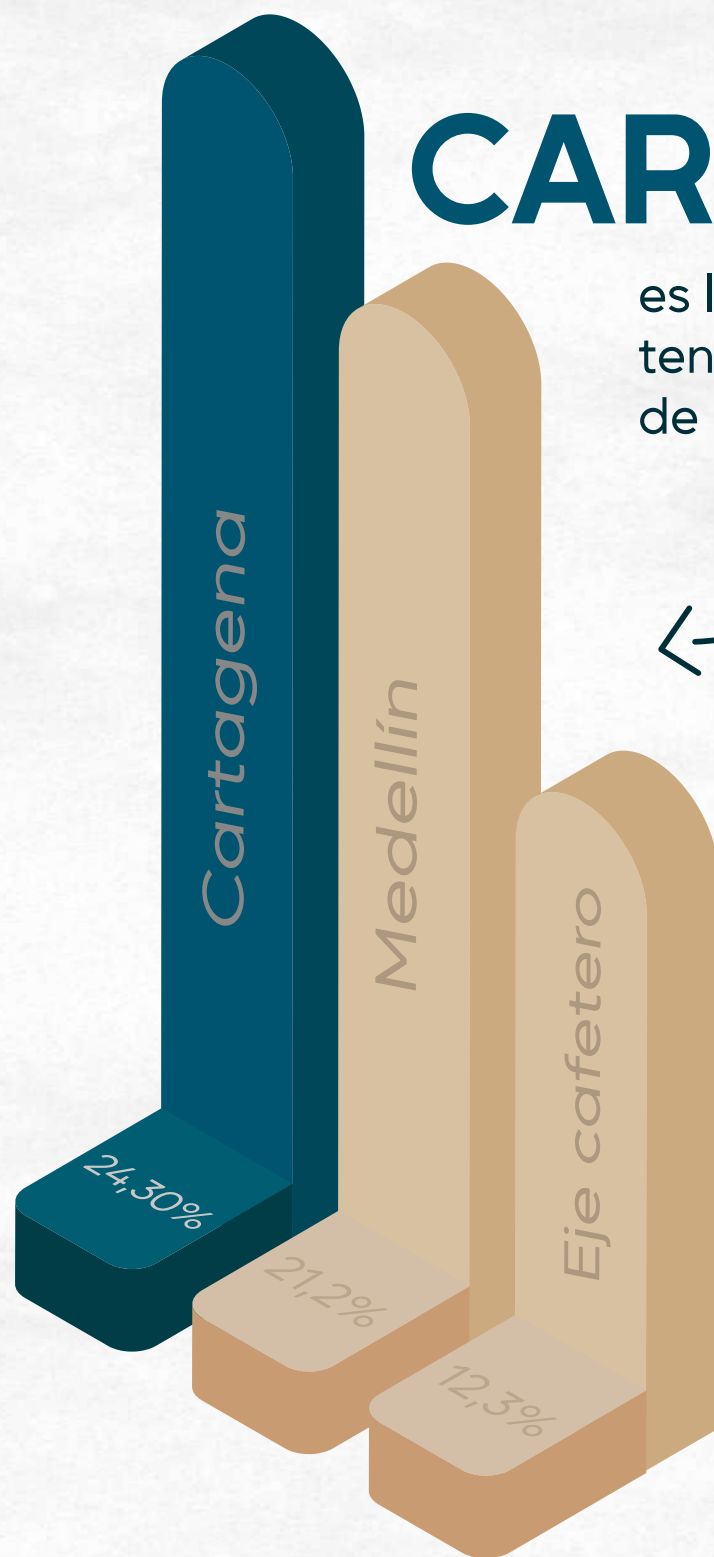 CAR
es l
ten
de
Cartagena
Medellín
Eje cafetero
24,30%
21,2%
12,3%